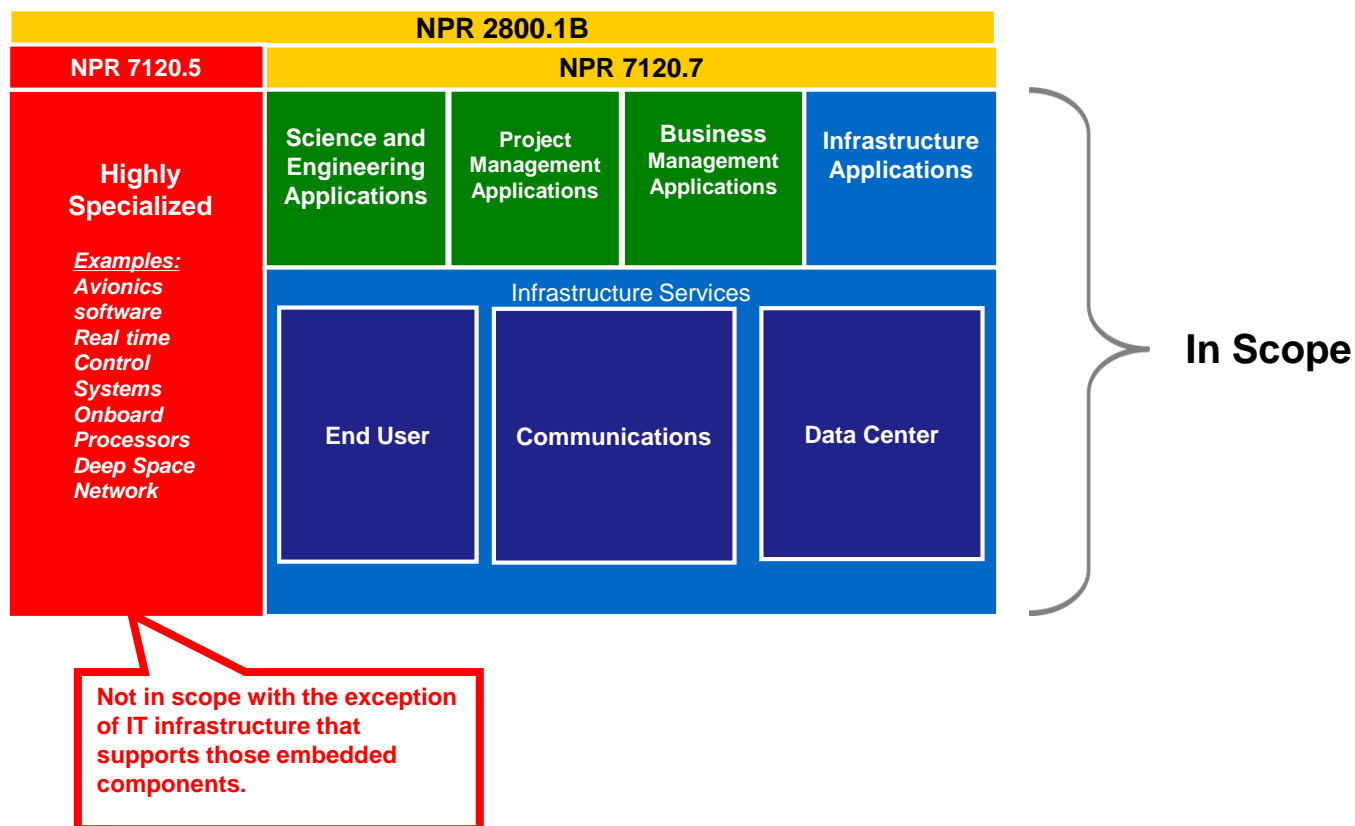 NPR 2800.1B
NPR 7120.5
NPR 7120.7
Highly
Specialized
Examples:
Avionics
software
Real time
Control
Systems
Onboard
Processors
Deep Space
Network
Science and
Engineering
Applications
Project
Management
Applications
Business
Management
Applications
Infrastructure
Applications
Infrastructure Services
End User
Communications
Data Center
In Scope
Not in scope with the exception
of IT infrastructure that
supports those embedded
components.